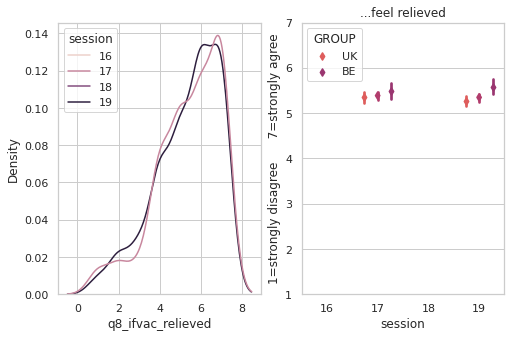 ...feel relieved
session
16
17
18
19
0.14
0.12
0.10
0.08
0.06
0.04
0.02
0.00
Density
0 2 4 6 8
q8_ifvac_relieved
GROUP
UK
BE
7
6
5
4
3
2
1
1=strongly disagree 7=strongly agree
16 17 18 19
session